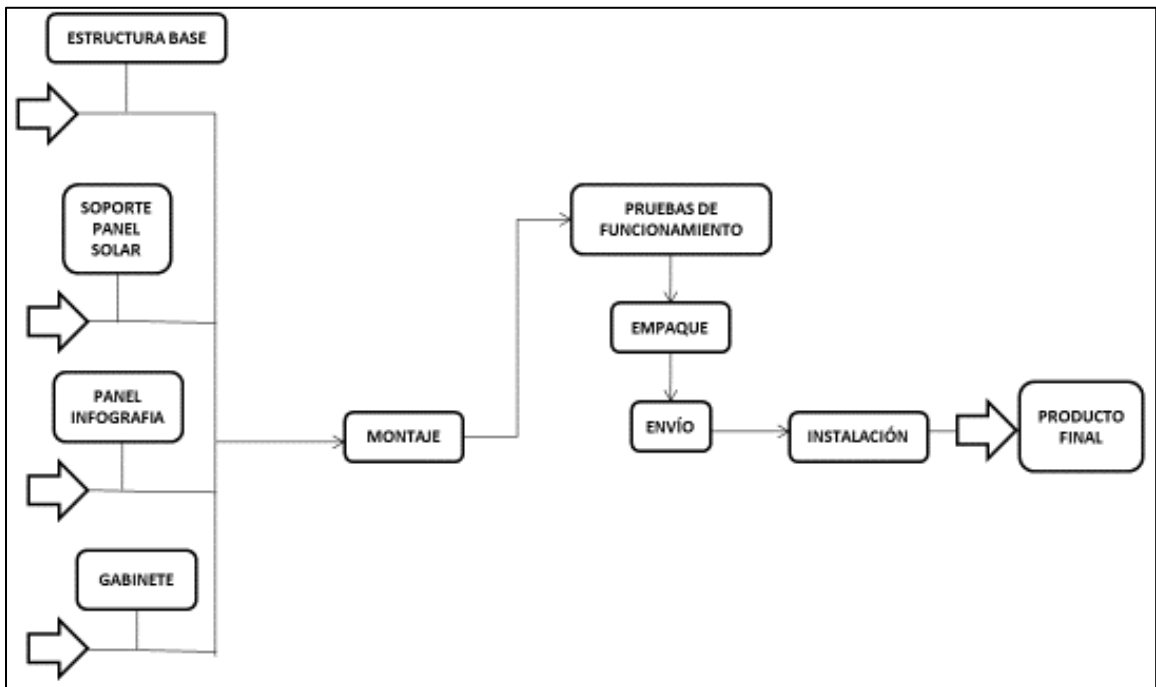 ESTRUCTURA BASE
SOPORTE
PANEL
SOLAR
PANEL
INFOGRAFIA
GABINETE
MONTAJE
PRUEBAS DE
FUNCIONAMIENTO
EMPAQUE
ENVÍO
INSTALACIÓN
PRODUCTO
FINAL